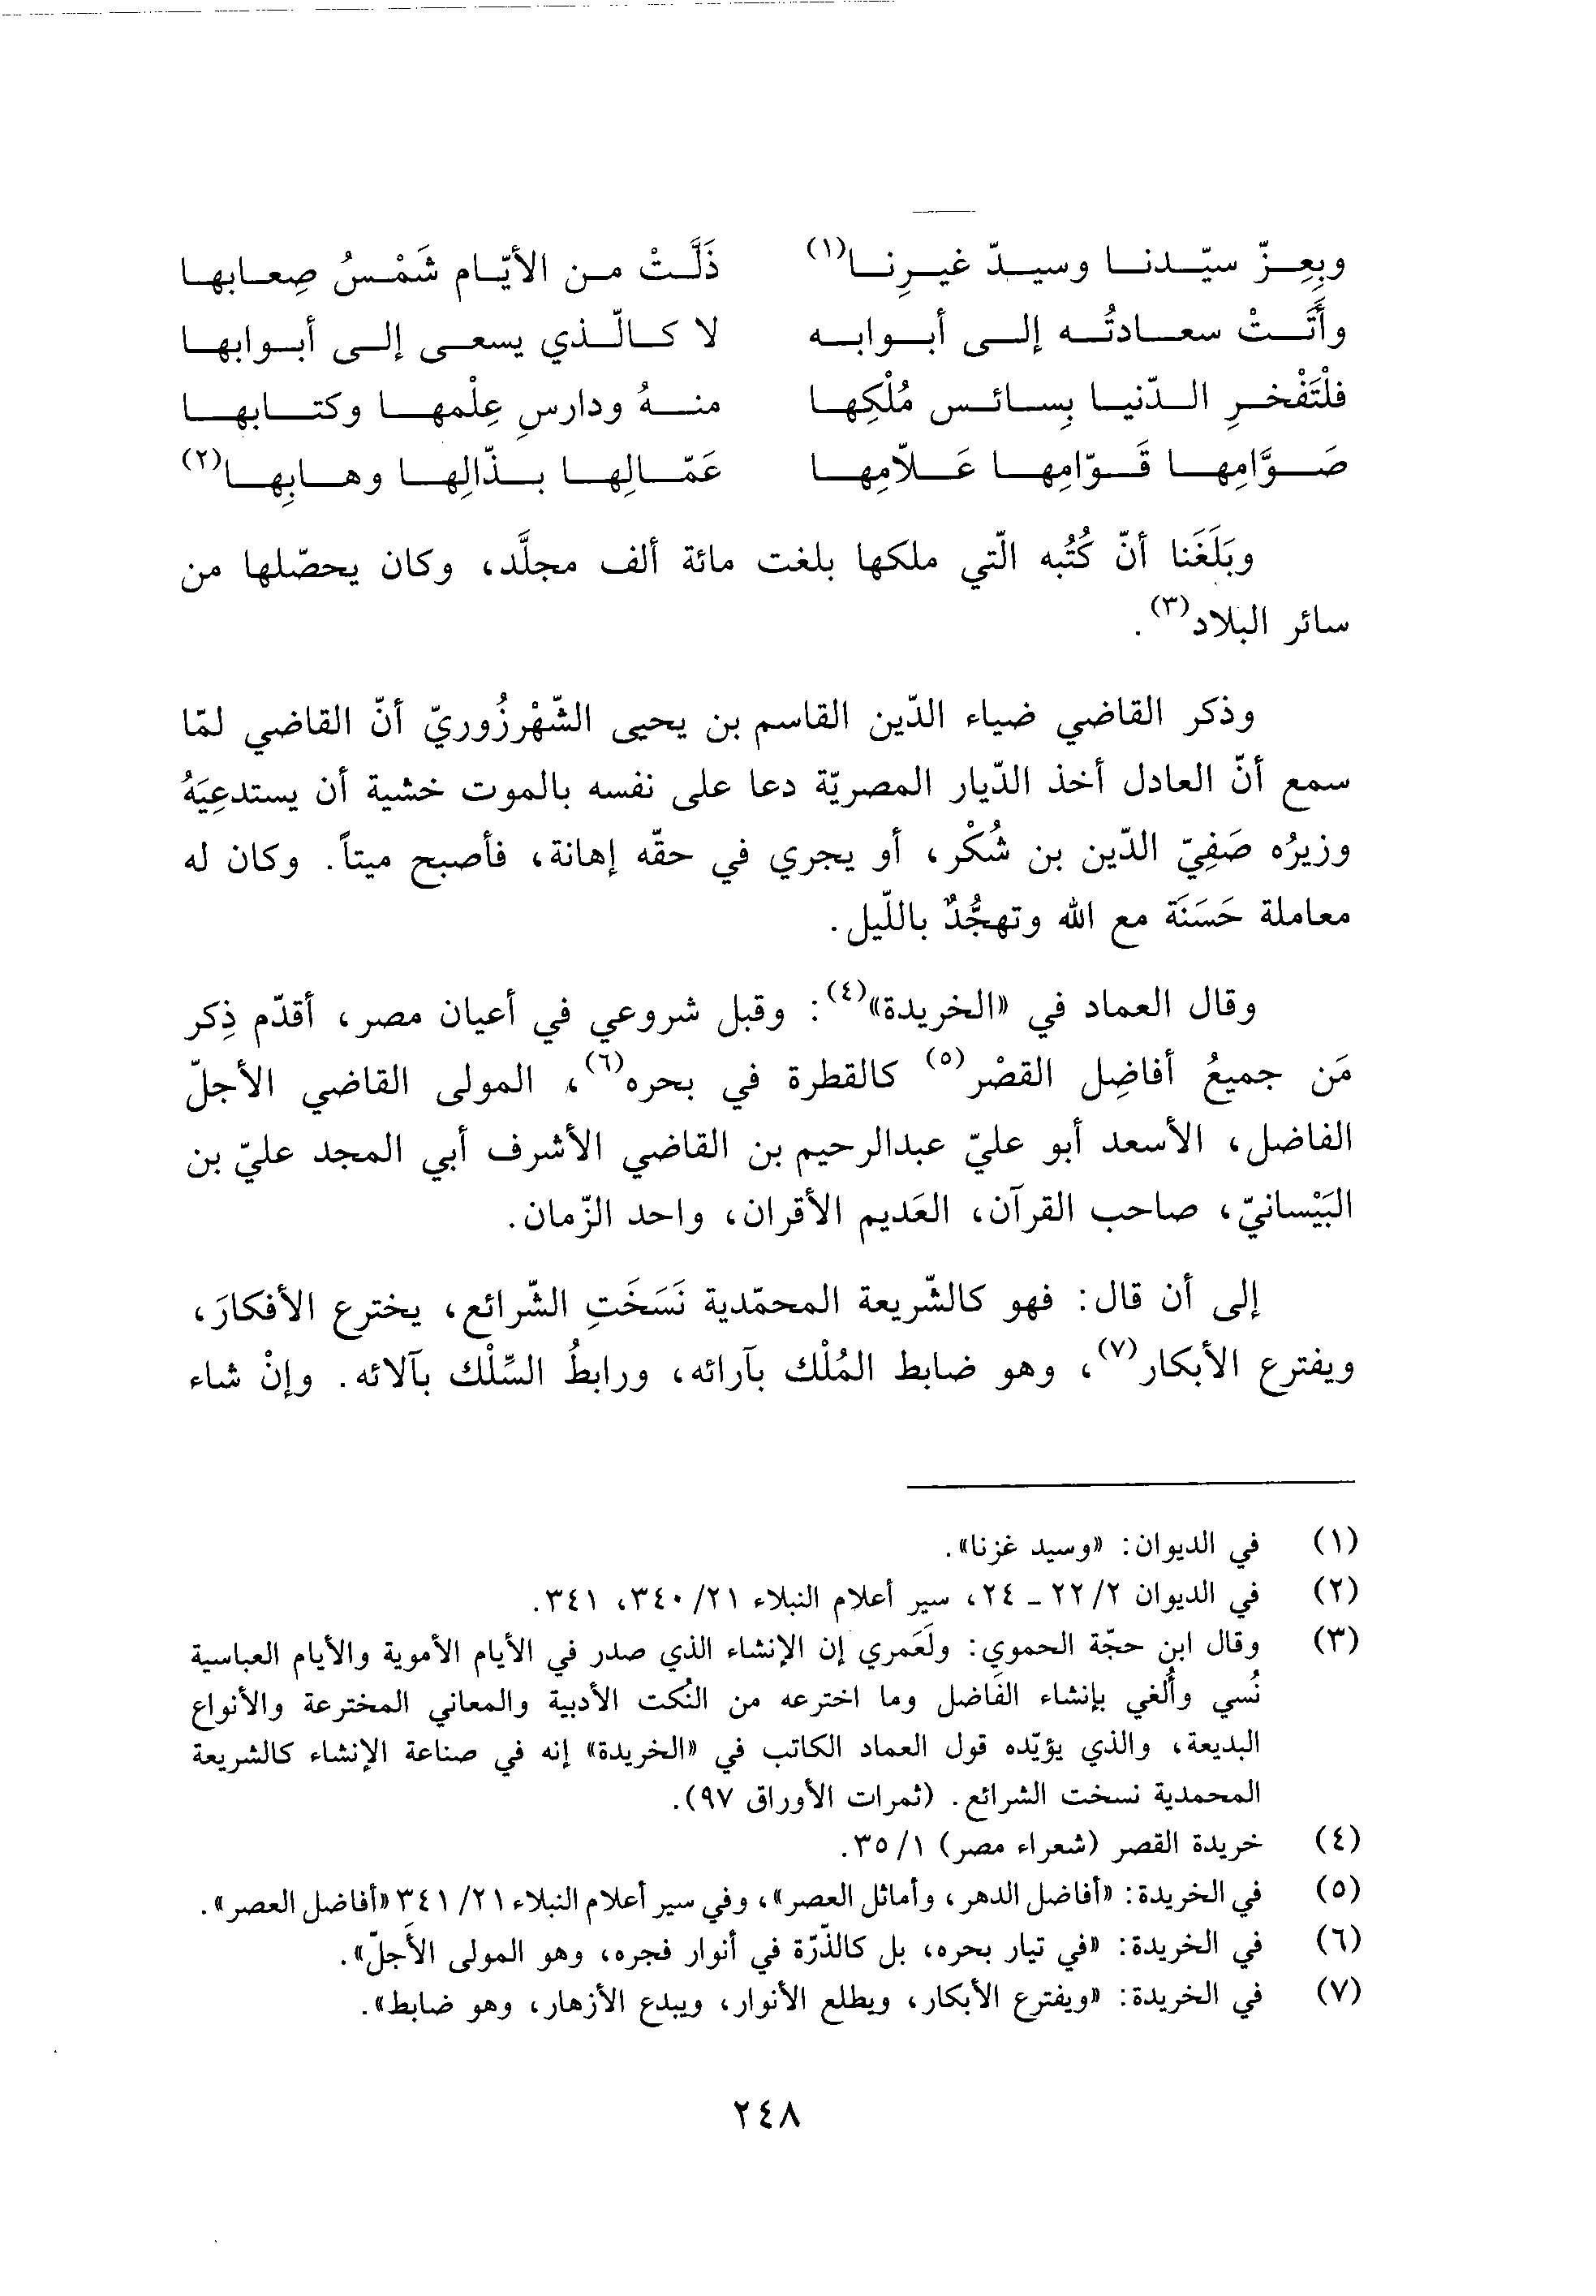 وبِعِزّ سيّدنا وسيدّ غيرِنا(١) ذَلَّتْ من الأيّام شَمْسُ صِعابها
وأَتَتْ سعادتُه إلى أبوابه لا كالّذي يسعى إلى أبوابها
فلْتَفْخرِ الدّنيا بِسائس مُلْكِها منهُ ودارسِ عِلْمها وكتابها
صَوَّامِها قَوّامِها عَلاّمِها عَمّالِها بذّالِها وهابِها(٢)
وبَلَغَنا أنّ كُتُبه الّتي ملكها بلغت مائة ألف مجلَّد، وكان يحصّلها من
سائر البلاد(٣).
وذكر القاضي ضياء الدّين القاسم بن يحيى الشّهْرزُوريّ أنّ القاضي لمّا
سمع أنّ العادل أخذ الدّيار المصريّة دعا على نفسه بالموت خشية أن يستدعِيَهُ
وزيرُه صَفِيّ الدّين بن شُكْر، أو يجري في حقّه إهانة، فأصبح ميتاً. وكان له
معاملة حَسَنَة مع الله وتهجُّدٌ باللّيل.
وقال العماد في «الخريدة»(٤): وقبل شروعي في أعيان مصر، أقدّم ذِكر
مَن جميعُ أفاضِل القصْر(٥) كالقطرة في بحره(٦)، المولى القاضي الأجلّ
الفاضل، الأسعد أبو عليّ عبدالرحيم بن القاضي الأشرف أبي المجد عليّ بن
البَيْسانيّ، صاحب القرآن، العَديم الأقران، واحد الزّمان.
إلى أن قال: فهو كالشّريعة المحمّدية نَسَخَتِ الشّرائع، يخترع الأفكارَ،
ويفترع الأبكار(٧)، وهو ضابط المُلْك بآرائه، ورابطُ السِّلْك بآلائه. وإنْ شاء
(١) في الديوان: «وسيد غزنا».
(٢) في الديوان ٢/ ٢٢ ـ ٢٤، سير أعلام النبلاء ٢١/ ٣٤٠، ٣٤١.
(٣) وقال ابن حجّة الحموي: ولَعَمري إن الإنشاء الذي صدر في الأيام الأموية والأيام العباسية
نُسي وأُلغي بإنشاء الفاضل وما اخترعه من النُكت الأدبية والمعاني المخترعة والأنواع
البديعة، والذي يؤيّده قول العماد الكاتب في «الخريدة» إنه في صناعة الإنشاء كالشريعة
المحمدية نسخت الشرائع. (ثمرات الأوراق ٩٧).
(٤) خريدة القصر (شعراء مصر) ١/ ٣٥.
(٥) في الخريدة: «أفاضل الدهر، وأماثل العصر»، وفي سير أعلام النبلاء ٢١/ ٣٤١ «أفاضل العصر».
(٦) في الخريدة: «في تيار بحره، بل كالذّرّة في أنوار فجره، وهو المولى الأَجلّ».
(٧) في الخريدة: «ويفترع الأبكار، ويطلع الأنوار، ويبدع الأزهار، وهو ضابط».
٢٤٨